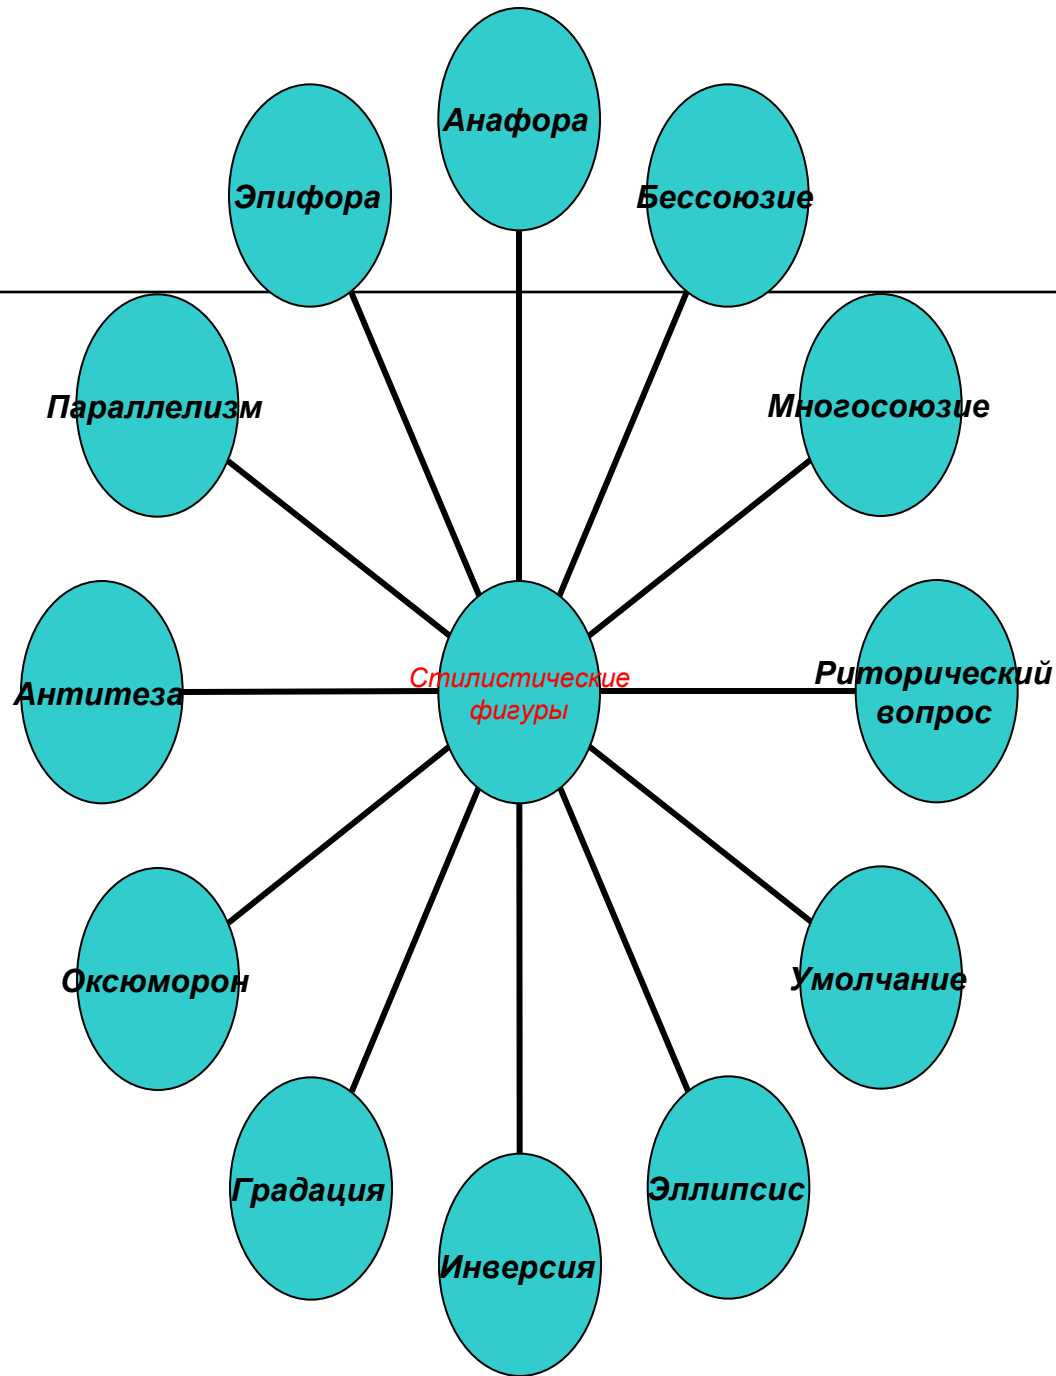 Анафора
Эпифора
Бессоюзие
Параллелизм
Многосоюзие
Антитеза
Стилистические
фигуры
Риторический
вопрос
Оксюморон
Умолчание
Градация
Эллипсис
Инверсия